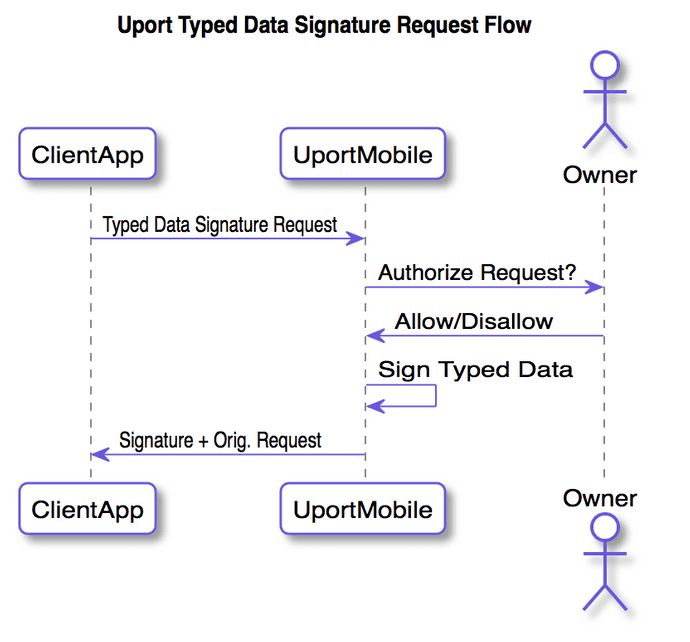 Uport Typed Data Signature Request Flow
Owner
ClientApp
UportMobile
Typed Data Signature Request
Authorize Request?
Allow/Disallow
Sign Typed Data
Signature + Orig. Request
Owner
ClientApp
UportMobile